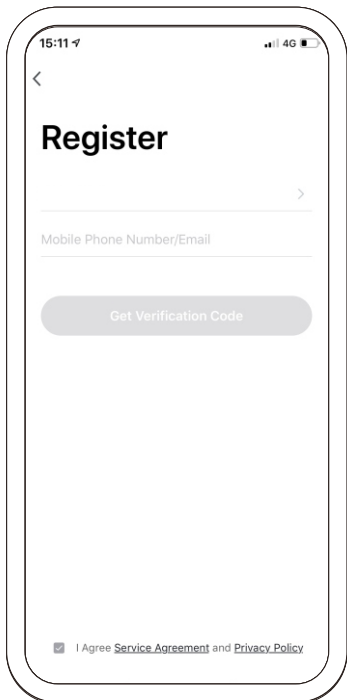 15:11
4G
Register
Mobile Phone Number/Email
Get Verification Code
I Agree Service Agreement and Privacy Policy